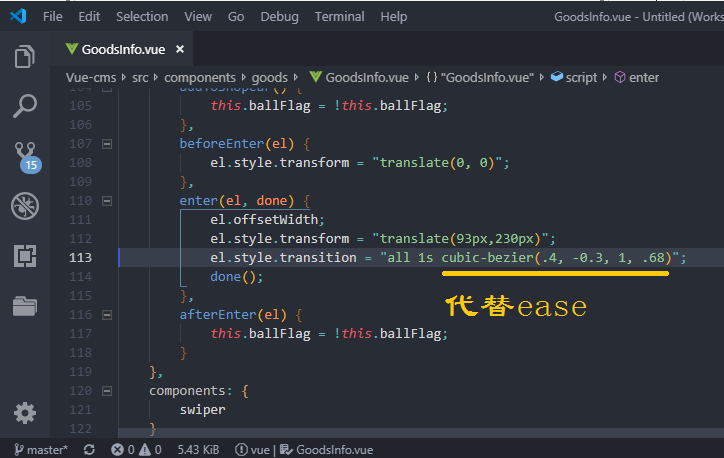 File Edit Selection View Go Debug Terminal Help GoodsInfo.vue - Untitled (Works
GoodsInfo.vue ×
Vue-cms › src › components › goods › GoodsInfo.vue › {} "GoodsInfo.vue" › script › enter
105 this.ballFlag = !this.ballFlag;
106 },
107 beforeEnter(el) {
108 el.style.transform = "translate(0, 0)";
109 },
110 enter(el, done) {
111 el.offsetWidth;
112 el.style.transform = "translate(93px,230px)";
113 el.style.transition = "all 1s cubic-bezier(.4, -0.3, 1, .68)";
114 done();
115 },
代替ease
116 afterEnter(el) {
117 this.ballFlag = !this.ballFlag;
118 }
119 },
120 components: {
121 swiper
122 }
15
master* 0 0 5.43 KiB vue | GoodsInfo.vue